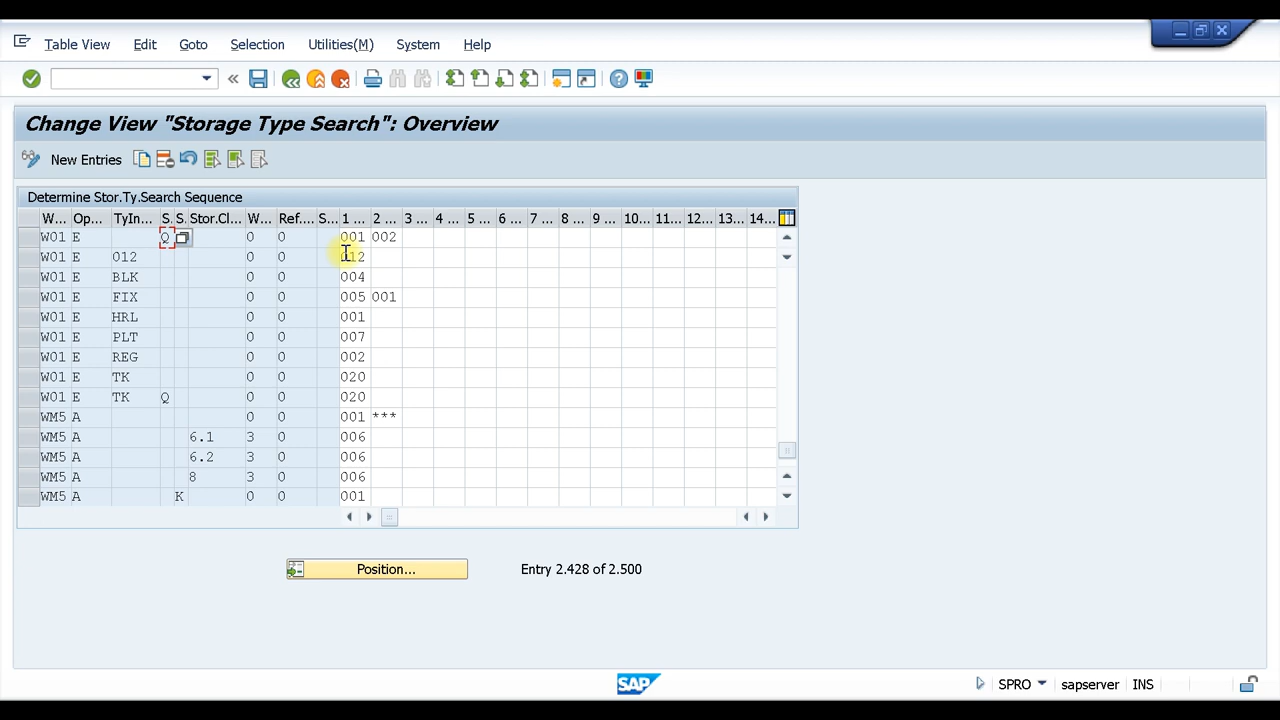 Table View Edit Goto Selection Utilities(M) System Help
Change View "Storage Type Search": Overview
New Entries
Determine Stor.Ty.Search Sequence
W... Op... TyIn... S. S. Stor.Cl... W... Ref.... S... 1 ... 2 ... 3 ... 4 ... 5 ... 6 ... 7 ... 8 ... 9 ... 10... 11... 12... 13... 14...
W01 E Q 0 0 001 002
W01 E 012 0 0 012
W01 E BLK 0 0 004
W01 E FIX 0 0 005 001
W01 E HRL 0 0 001
W01 E PLT 0 0 007
W01 E REG 0 0 002
W01 E TK 0 0 020
W01 E TK Q 0 0 020
WM5 A 0 0 001 ***
WM5 A 6.1 3 0 006
WM5 A 6.2 3 0 006
WM5 A 8 3 0 006
WM5 A K 0 0 001
Position... Entry 2.428 of 2.500
SAP SPRO sapserver INS